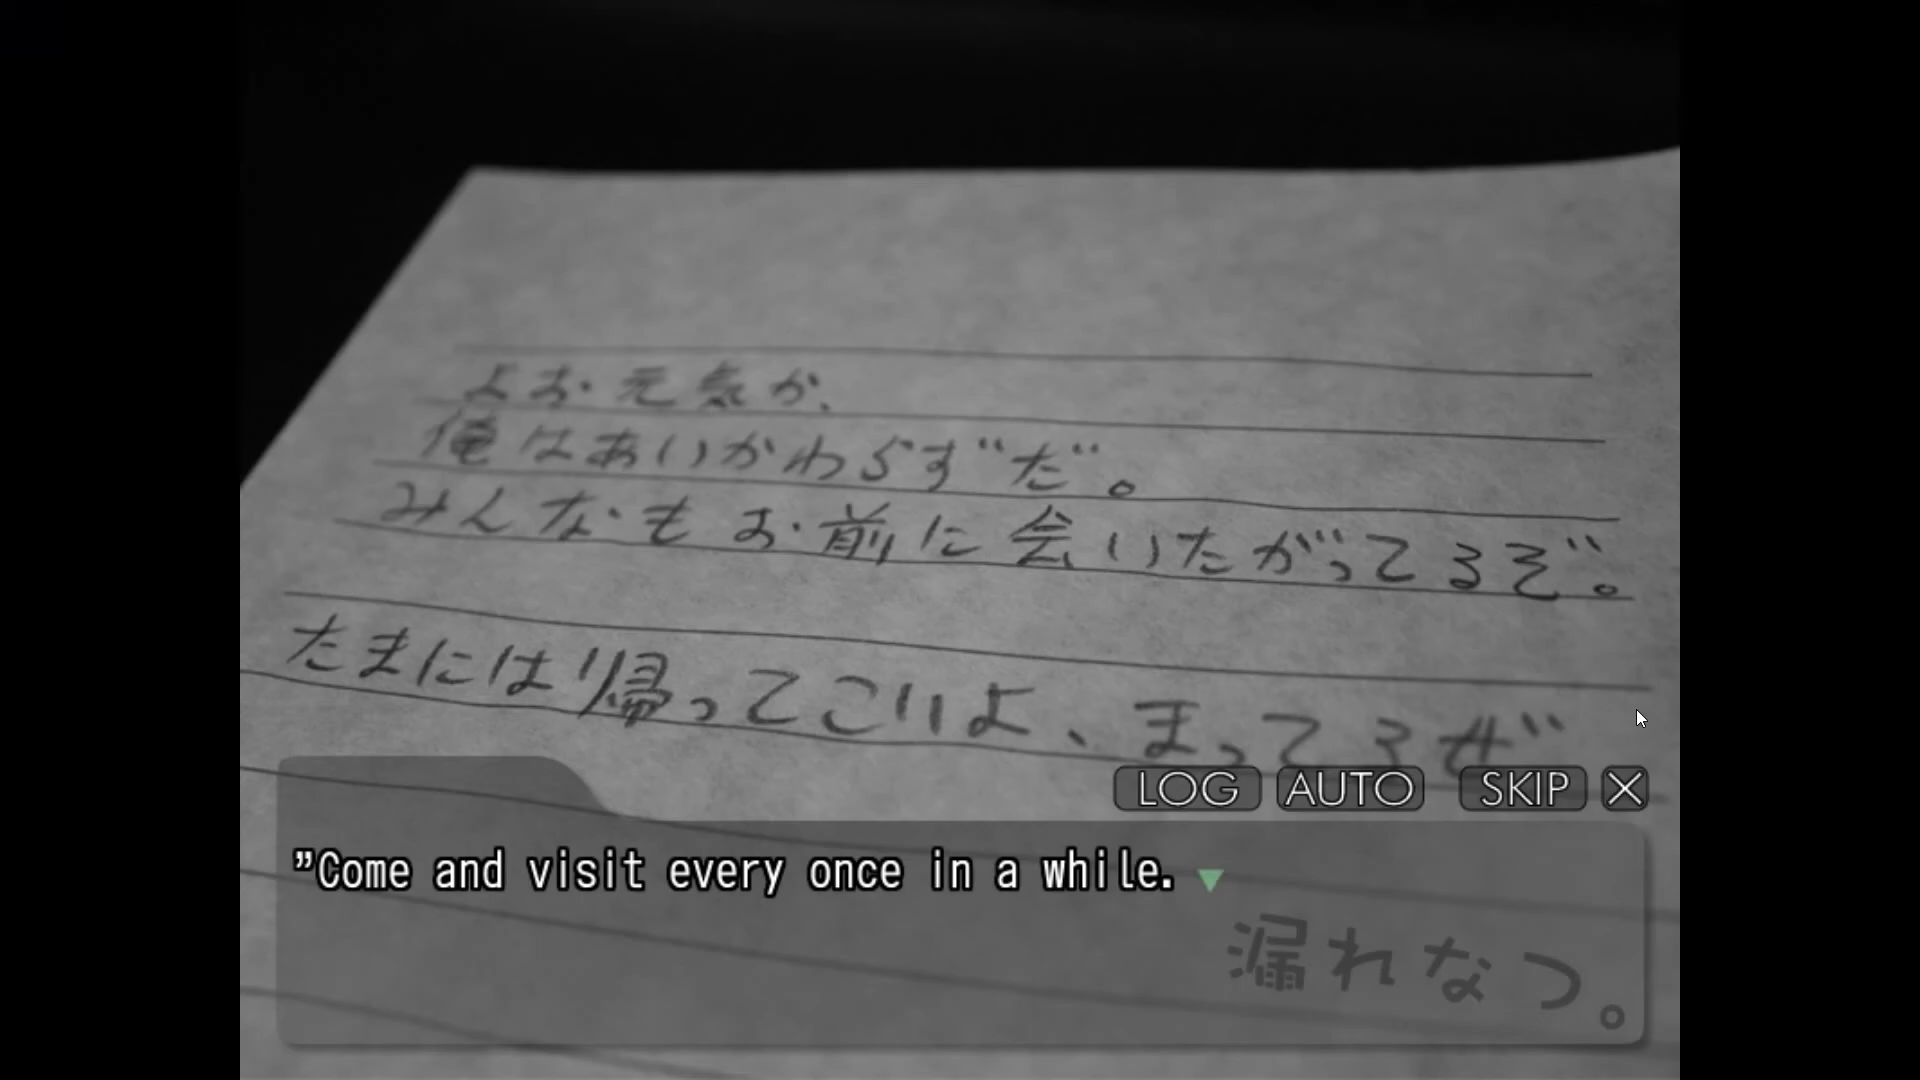 よお元気か、
俺はあいかわらずだ。
みんなもお前に会いたがってるぞ。
たまには帰ってこいよ、まってるぜ
LOG AUTO SKIP X
”Come and visit every once in a while.
漏れなつ。